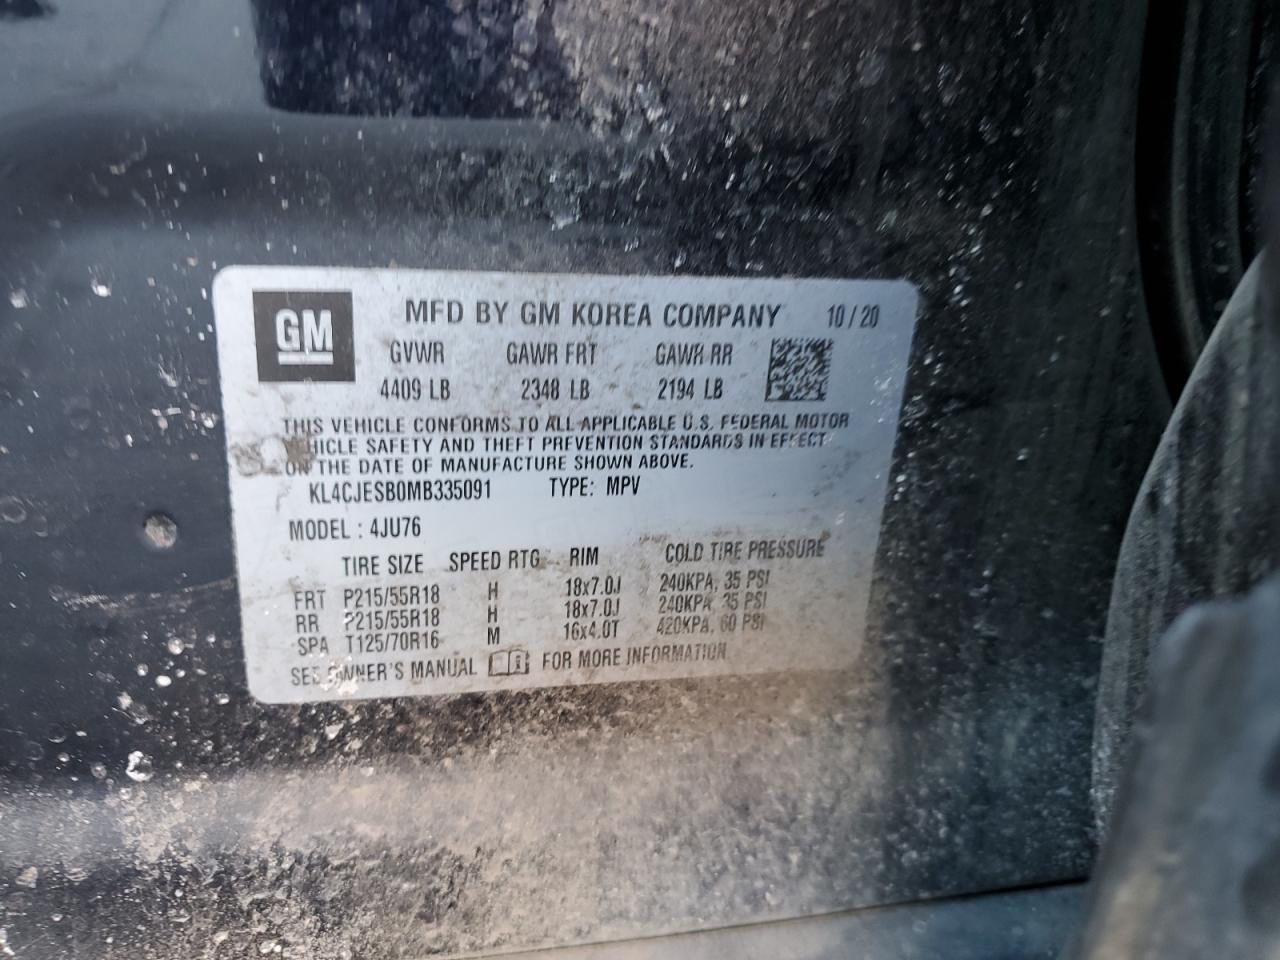 GM
MFD BY GM KOREA COMPANY 10/20
GVWR GAWR FRT GAWR RR
4409 LB 2348 LB 2194 LB
THIS VEHICLE CONFORMS TO ALL APPLICABLE U.S. FEDERAL MOTOR
VEHICLE SAFETY AND THEFT PREVENTION STANDARDS IN EFFECT
ON THE DATE OF MANUFACTURE SHOWN ABOVE.
KL4CJESB0MB335091 TYPE: MPV
MODEL : 4JU76
TIRE SIZE SPEED RTG RIM COLD TIRE PRESSURE
FRT P215/55R18 H 18x7.0J 240KPA, 35 PSI
RR P215/55R18 H 18x7.0J 240KPA, 35 PSI
SPA T125/70R16 M 16x4.0T 420KPA, 60 PSI
SEE OWNER'S MANUAL FOR MORE INFORMATION